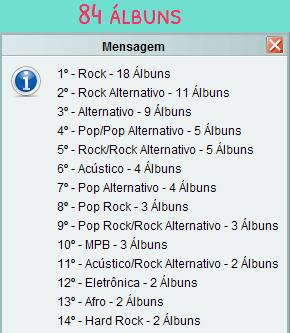 84 ÁLBUNS
Mensagem
1º - Rock - 18 Álbuns
2º - Rock Alternativo - 11 Álbuns
3º - Alternativo - 9 Álbuns
4º - Pop/Pop Alternativo - 5 Álbuns
5º - Rock/Rock Alternativo - 5 Álbuns
6º - Acústico - 4 Álbuns
7º - Pop Alternativo - 4 Álbuns
8º - Pop Rock - 3 Álbuns
9º - Pop Rock/Rock Alternativo - 3 Álbuns
10º - MPB - 3 Álbuns
11º - Acústico/Rock Alternativo - 2 Álbuns
12º - Eletrônica - 2 Álbuns
13º - Afro - 2 Álbuns
14º - Hard Rock - 2 Álbuns